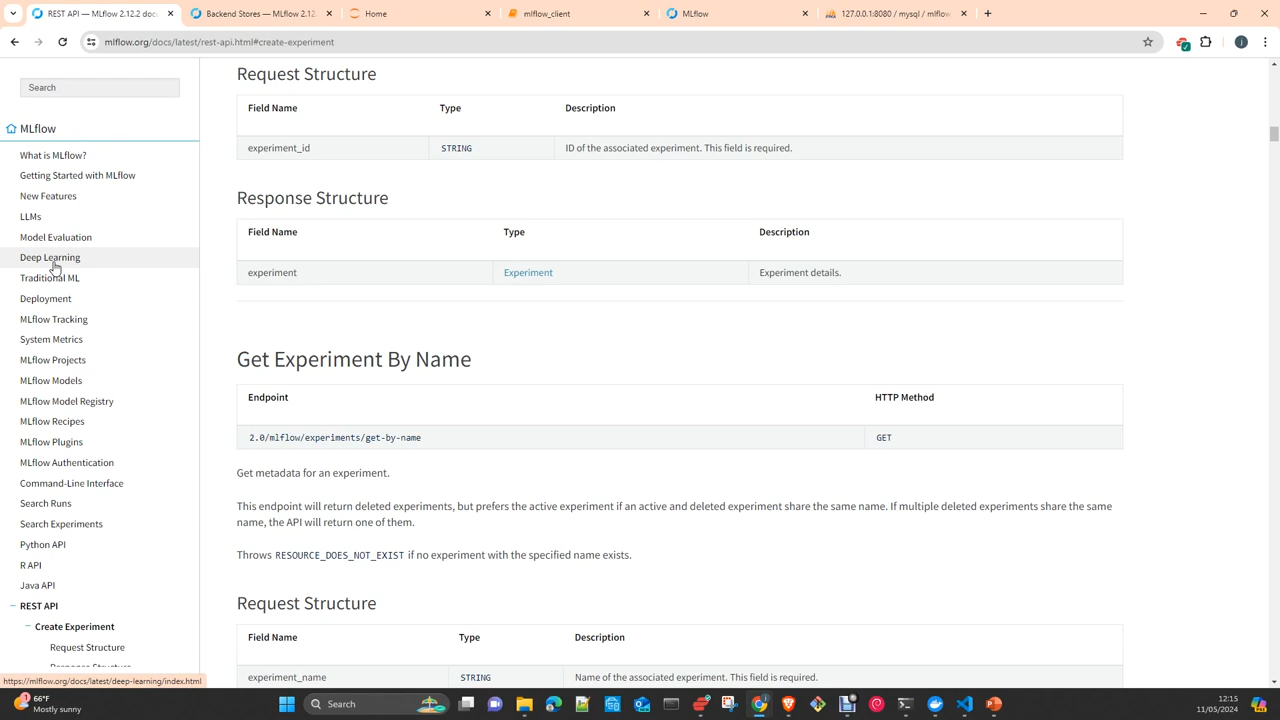 REST API — MLflow 2.12.2 docu
Backend Stores — MLflow 2.12.
Home
mlflow_client
MLflow
127.0.0.1:8080 / mysql / mlflow
mlflow.org/docs/latest/rest-api.html#create-experiment
Search
MLflow
What is MLflow?
Getting Started with MLflow
New Features
LLMs
Model Evaluation
Deep Learning
Traditional ML
Deployment
MLflow Tracking
System Metrics
MLflow Projects
MLflow Models
MLflow Model Registry
MLflow Recipes
MLflow Plugins
MLflow Authentication
Command-Line Interface
Search Runs
Search Experiments
Python API
R API
Java API
REST API
Create Experiment
Request Structure
Response Structure
https://mlflow.org/docs/latest/deep-learning/index.html
Request Structure
Field Name Type Description
experiment_id STRING ID of the associated experiment. This field is required.
Response Structure
Field Name Type Description
experiment Experiment Experiment details.
Get Experiment By Name
Endpoint HTTP Method
2.0/mlflow/experiments/get-by-name GET
Get metadata for an experiment.
This endpoint will return deleted experiments, but prefers the active experiment if an active and deleted experiment share the same name. If multiple deleted experiments share the same
name, the API will return one of them.
Throws RESOURCE_DOES_NOT_EXIST if no experiment with the specified name exists.
Request Structure
Field Name Type Description
experiment_name STRING Name of the associated experiment. This field is required.
1
66°F
Mostly sunny
Search
12:15
11/05/2024